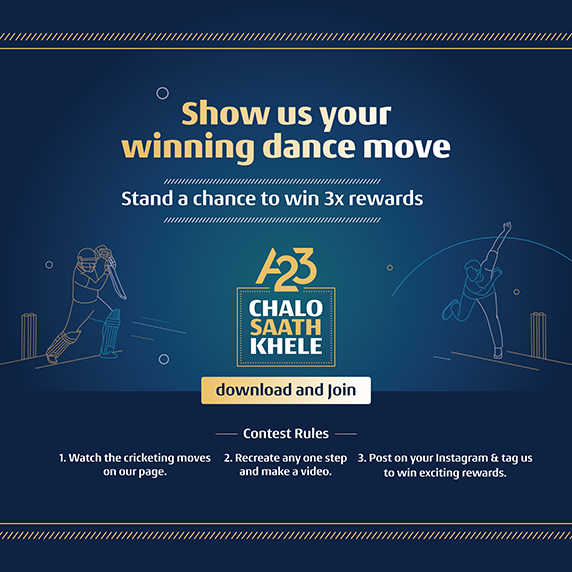 Show us your
winning dance move
Stand a chance to win 3x rewards
A23
CHALO
SAATH
KHELE
download and Join
Contest Rules
1. Watch the cricketing moves
on our page.
2. Recreate any one step
and make a video.
3. Post on your Instagram & tag us
to win exciting rewards.